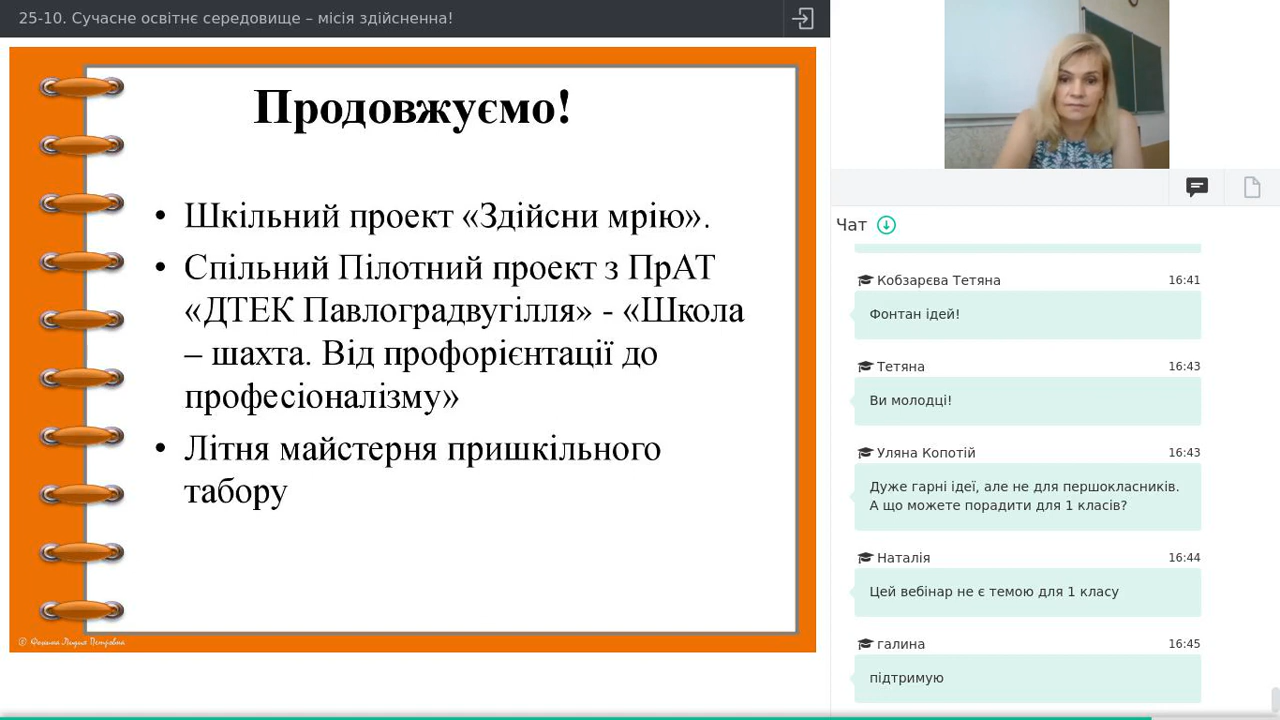 25-10. Сучасне освітнє середовище – місія здійсненна!
Продовжуємо!
• Шкільний проект «Здійсни мрію».
• Спільний Пілотний проект з ПрАТ
«ДТЕК Павлоградвугілля» - «Школа
– шахта. Від профорієнтації до
професіоналізму»
• Літня майстерня пришкільного
табору
© Фокина Лидия Петровна
Чат
Кобзарєва Тетяна 16:41
Фонтан ідей!
Тетяна 16:43
Ви молодці!
Уляна Копотій 16:43
Дуже гарні ідеї, але не для першокласників.
А що можете порадити для 1 класів?
Наталія 16:44
Цей вебінар не є темою для 1 класу
галина 16:45
підтримую